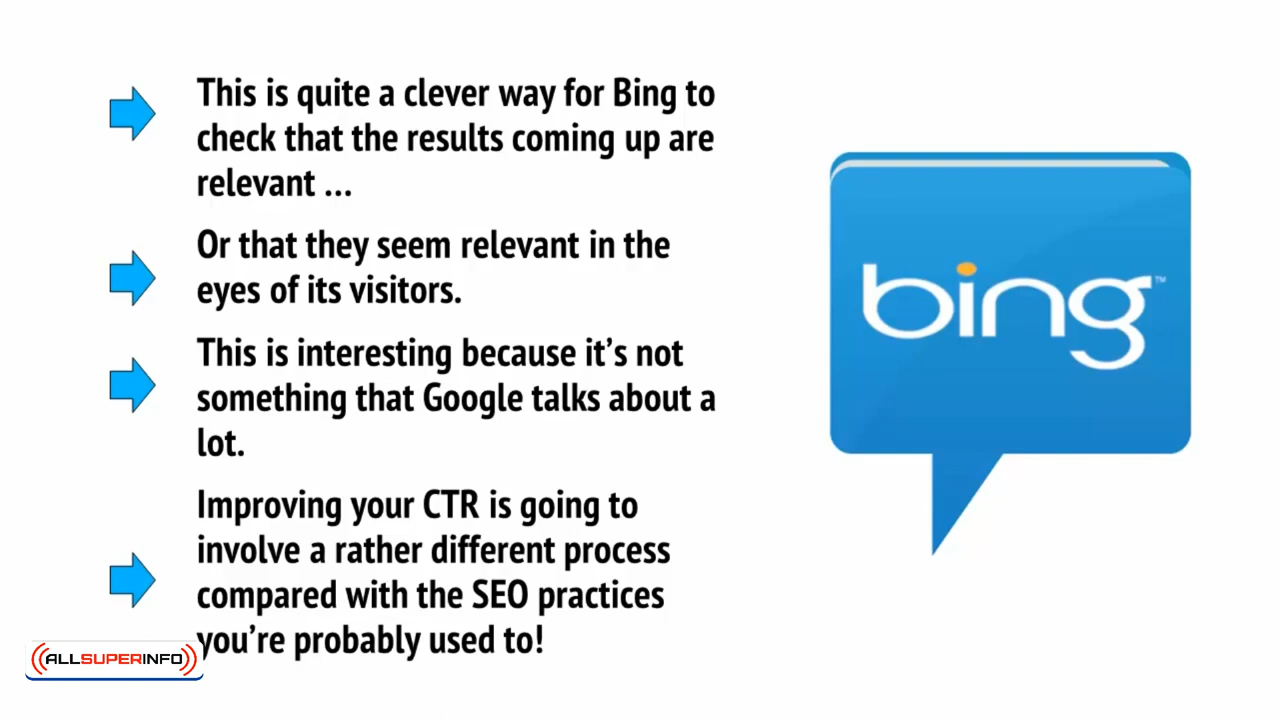 This is quite a clever way for Bing to
check that the results coming up are
relevant ...
Or that they seem relevant in the
eyes of its visitors.
This is interesting because it’s not
something that Google talks about a
lot.
Improving your CTR is going to
involve a rather different process
compared with the SEO practices
you’re probably used to!
bing™
ALLSUPERINFO